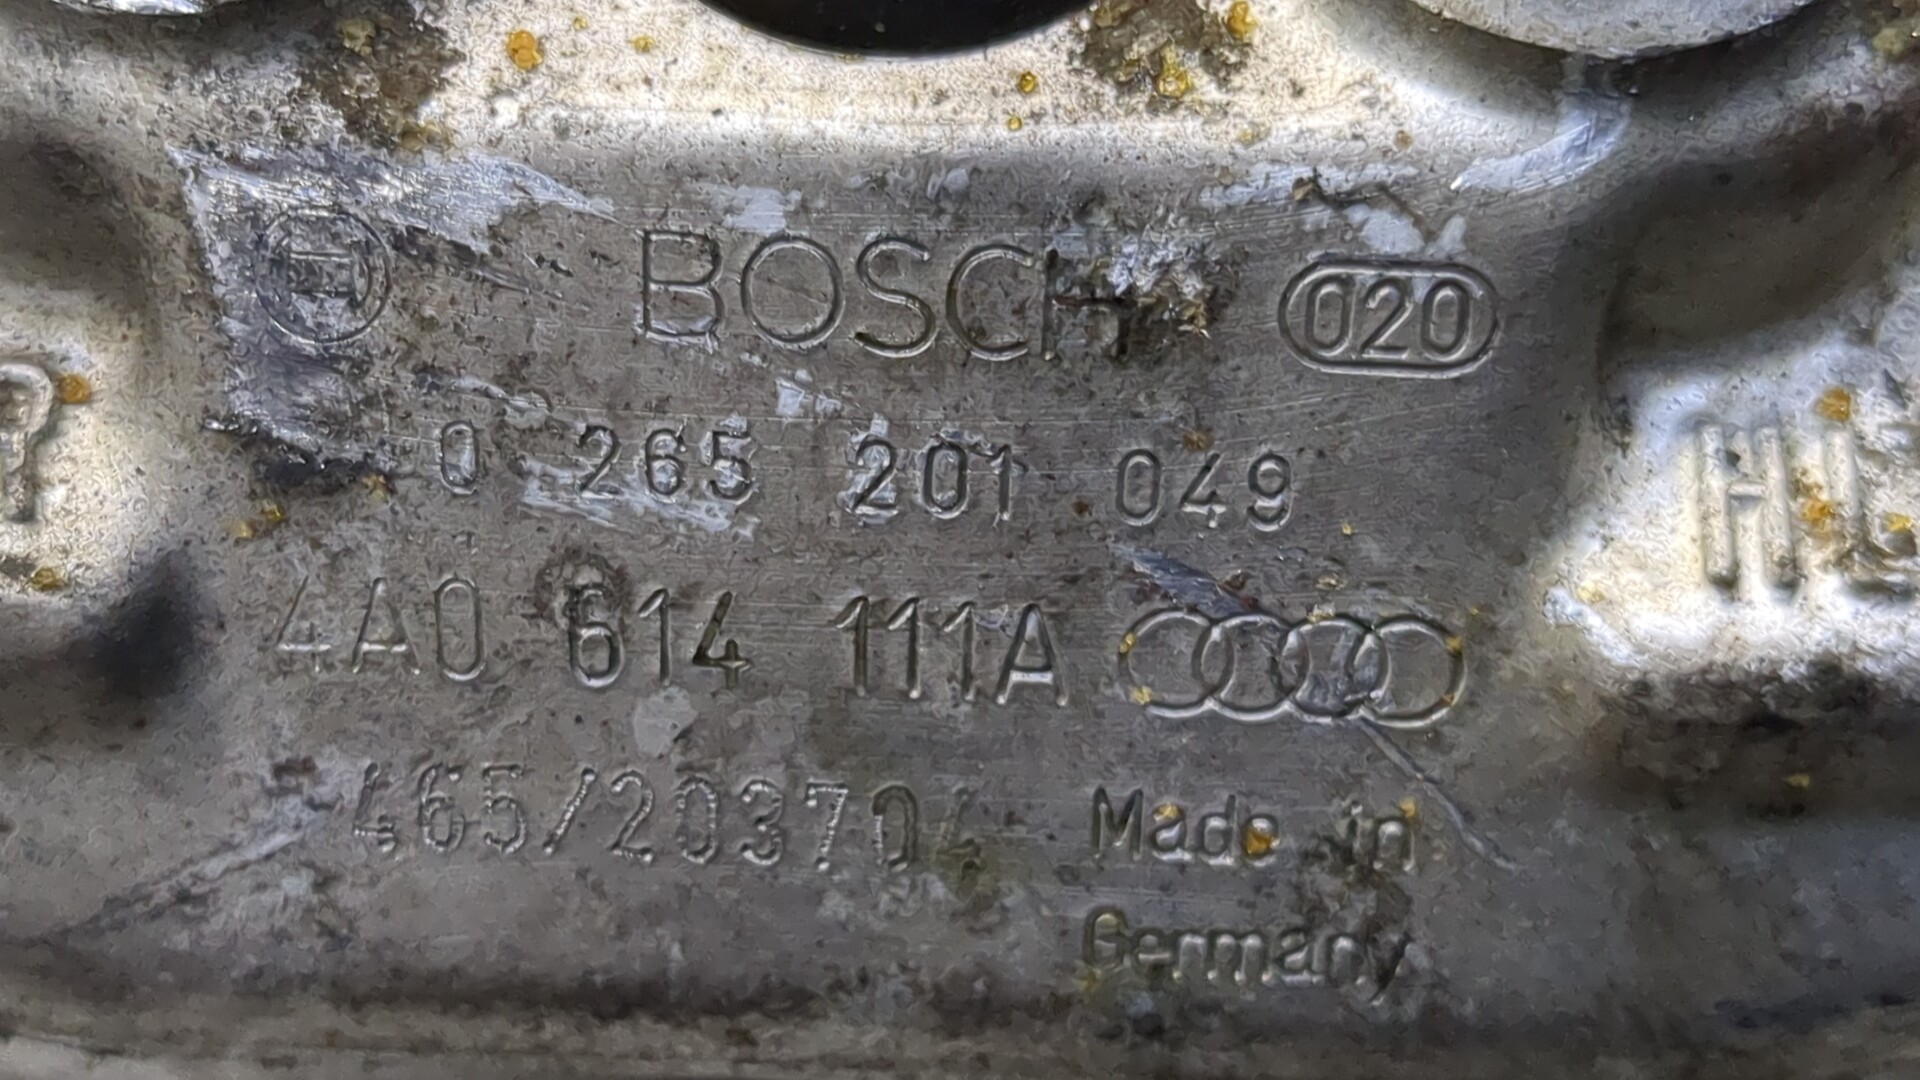 BOSCH 020
0 265 201 049
4A0 614 111A
465/203704 Made in
Germany